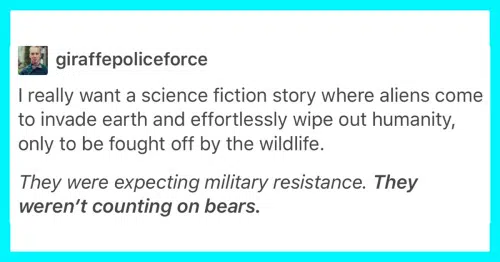 giraffepoliceforce
I really want a science fiction story where aliens come
to invade earth and effortlessly wipe out humanity,
only to be fought off by the wildlife.
They were expecting military resistance. They
weren’t counting on bears.